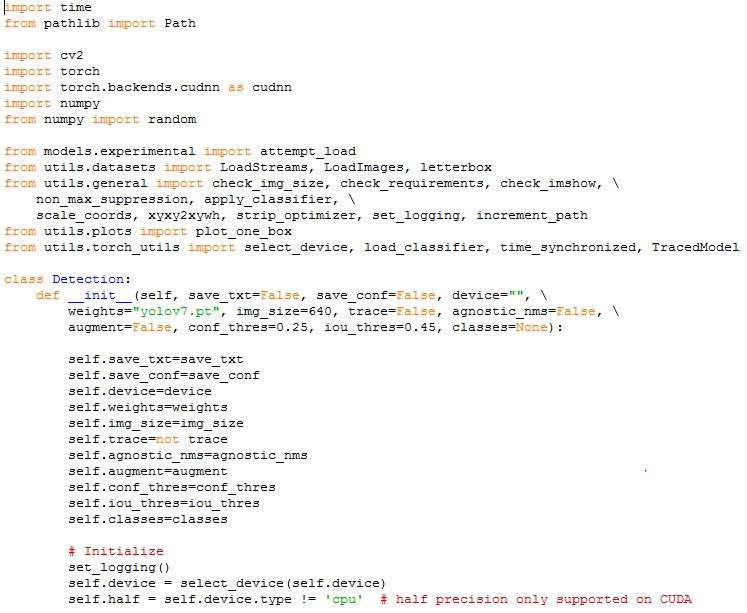 import time
from pathlib import Path

import cv2
import torch
import torch.backends.cudnn as cudnn
import numpy
from numpy import random

from models.experimental import attempt_load
from utils.datasets import LoadStreams, LoadImages, letterbox
from utils.general import check_img_size, check_requirements, check_imshow, \
    non_max_suppression, apply_classifier, \
    scale_coords, xyxy2xywh, strip_optimizer, set_logging, increment_path
from utils.plots import plot_one_box
from utils.torch_utils import select_device, load_classifier, time_synchronized, TracedModel

class Detection:
    def __init__(self, save_txt=False, save_conf=False, device="", \
        weights="yolov7.pt", img_size=640, trace=False, agnostic_nms=False, \
        augment=False, conf_thres=0.25, iou_thres=0.45, classes=None):

        self.save_txt=save_txt
        self.save_conf=save_conf
        self.device=device
        self.weights=weights
        self.img_size=img_size
        self.trace=not trace
        self.agnostic_nms=agnostic_nms
        self.augment=augment
        self.conf_thres=conf_thres
        self.iou_thres=iou_thres
        self.classes=classes

        # Initialize
        set_logging()
        self.device = select_device(self.device)
        self.half = self.device.type != 'cpu'  # half precision only supported on CUDA